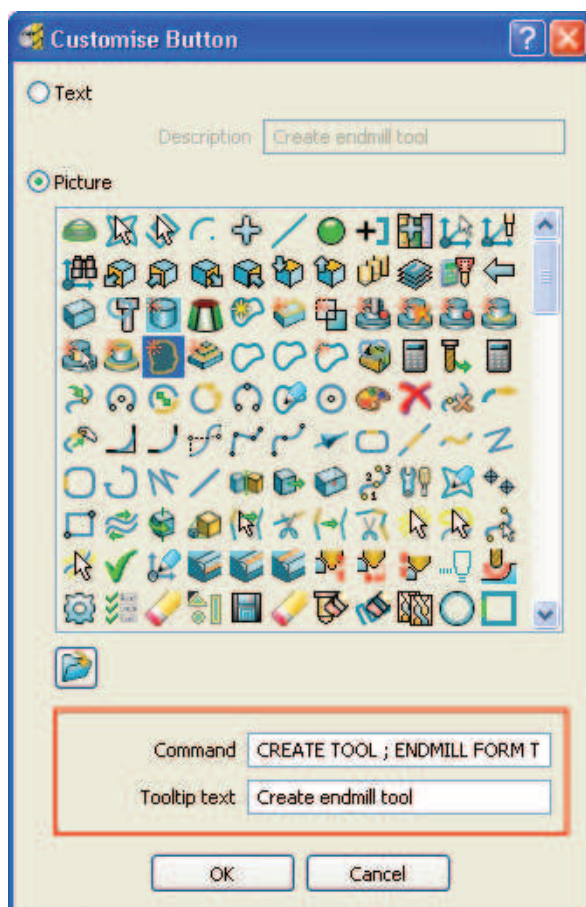 Customise Button
Text
Description Create endmill tool
Picture
Command CREATE TOOL ; ENDMILL FORM T
Tooltip text Create endmill tool
OK Cancel